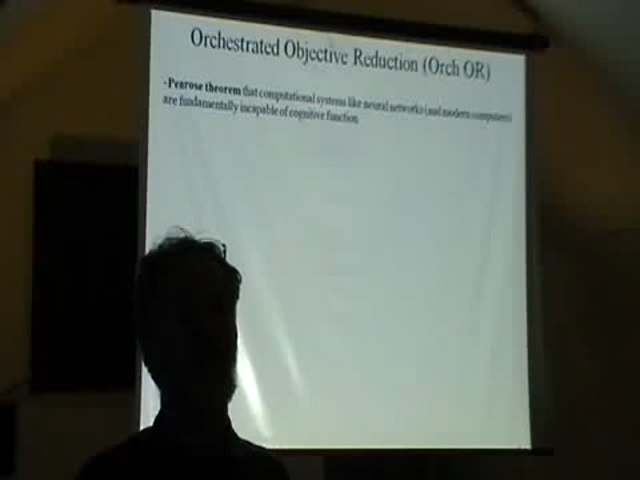 Orchestrated Objective Reduction (Orch OR)
-Penrose theorem that computational systems like neural networks (and modern computers)
are fundamentally incapable of cognitive function